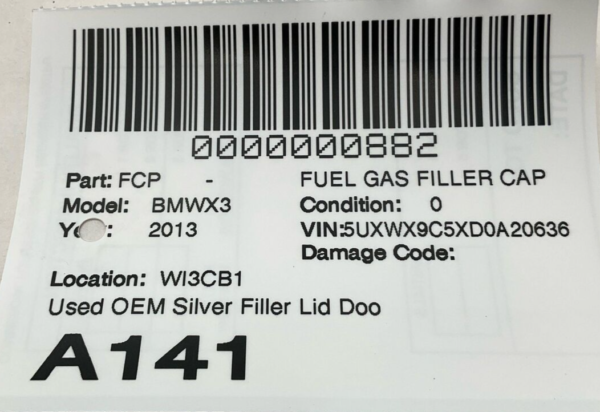 0000000882
Part: FCP - FUEL GAS FILLER CAP
Model: BMWX3 Condition: 0
2013 VIN:5UXWX9C5XD0A20636
Damage Code:
Location: WI3CB1
Used OEM Silver Filler Lid Doo
A141